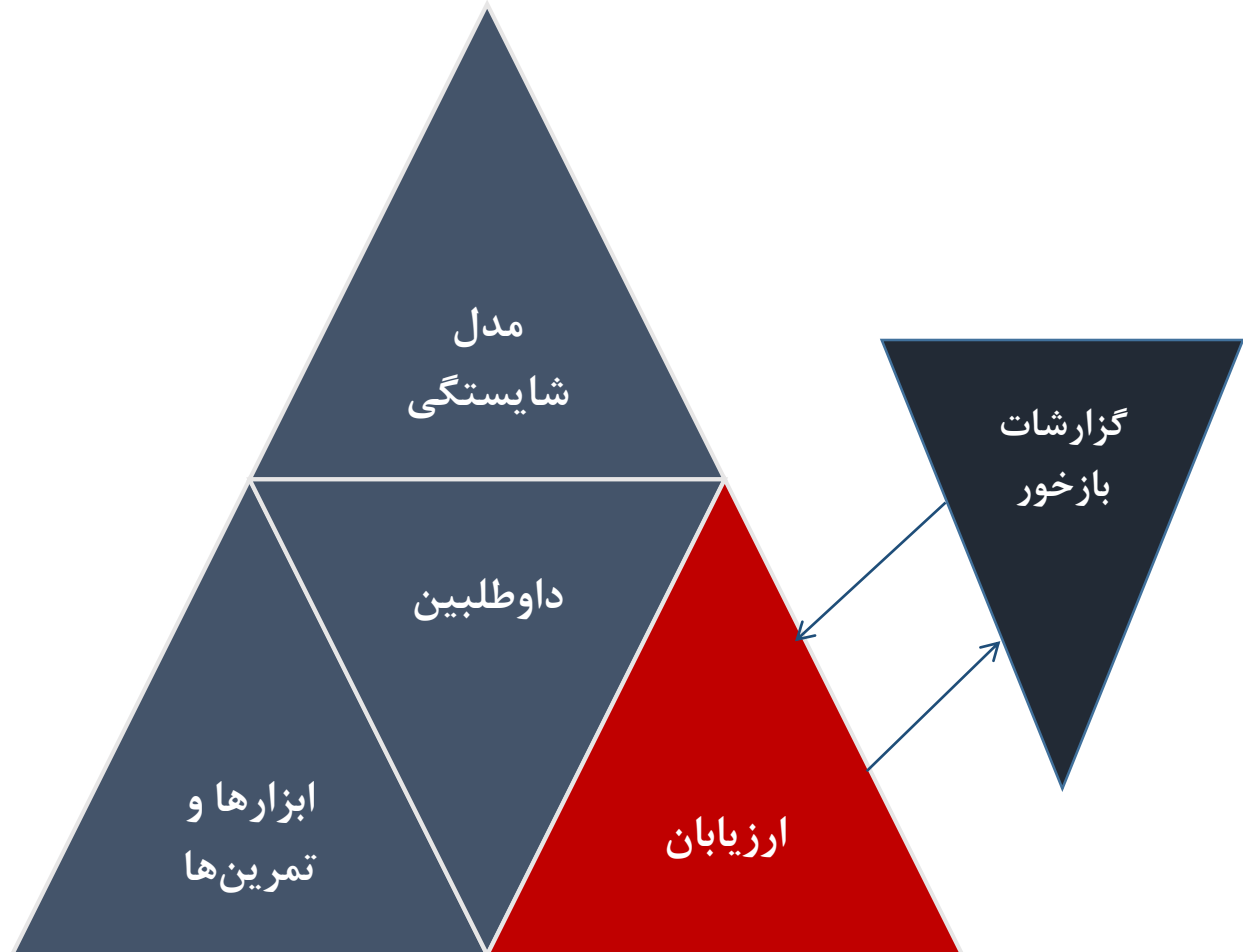 مدل
شایستگی
گزارشات
بازخور
داوطلبین
ارزیابان
ابزارها و
تمرین‌ها